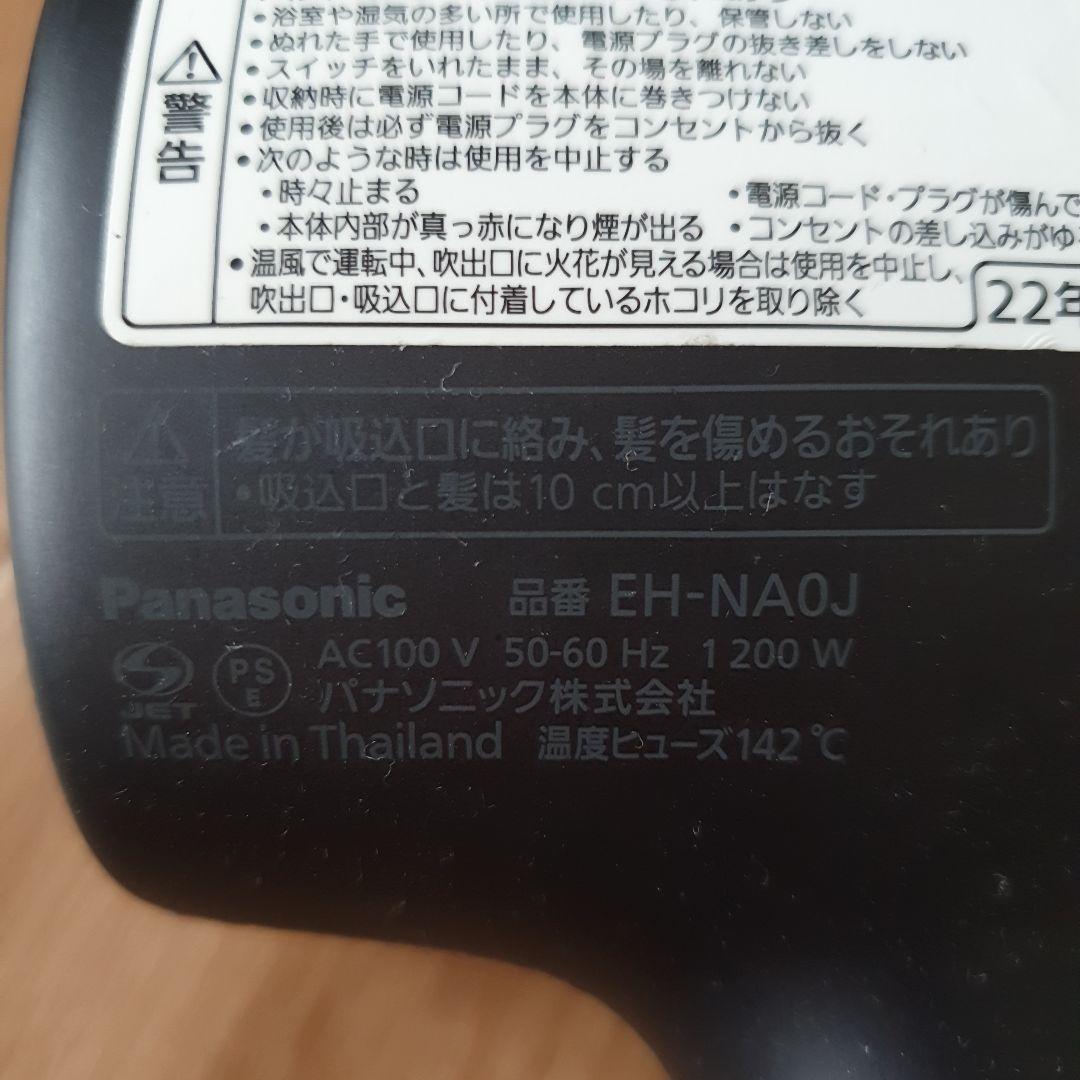 ・浴室や湿気の多い所で使用したり、保管しない
・ぬれた手で使用したり、電源プラグの抜き差しをしない
・スイッチをいれたまま、その場を離れない
・収納時に電源コードを本体に巻きつけない
・使用後は必ず電源プラグをコンセントから抜く
・次のような時は使用を中止する
警告
・時々止まる ・電源コード・プラグが傷んで
・本体内部が真っ赤になり煙が出る ・コンセントの差し込みがゆ
・温風で運転中、吹出口に火花が見える場合は使用を中止し、
吹出口・吸込口に付着しているホコリを取り除く
22年
注意
髪が吸込口に絡み、髪を傷めるおそれあり
・吸込口と髪は10 cm以上はなす
Panasonic 品番 EH-NA0J
JET PS E AC100 V 50-60 Hz 1 200 W
パナソニック株式会社
Made in Thailand 温度ヒューズ142℃